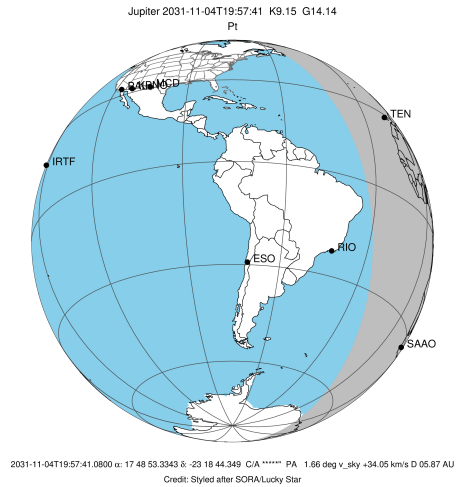 Jupiter 2031-11-04T19:57:41 K9.15 G14.14
Pt
MCD
TEN
IRTF
RIO
ESO
SAAO
2031-11-04T19:57:41.0800 α: 17 48 53.3343 δ: -23 18 44.349 C/A *****" PA 1.66 deg v_sky +34.05 km/s D 05.87 AU
Credit: Styled after SORA/Lucky Star